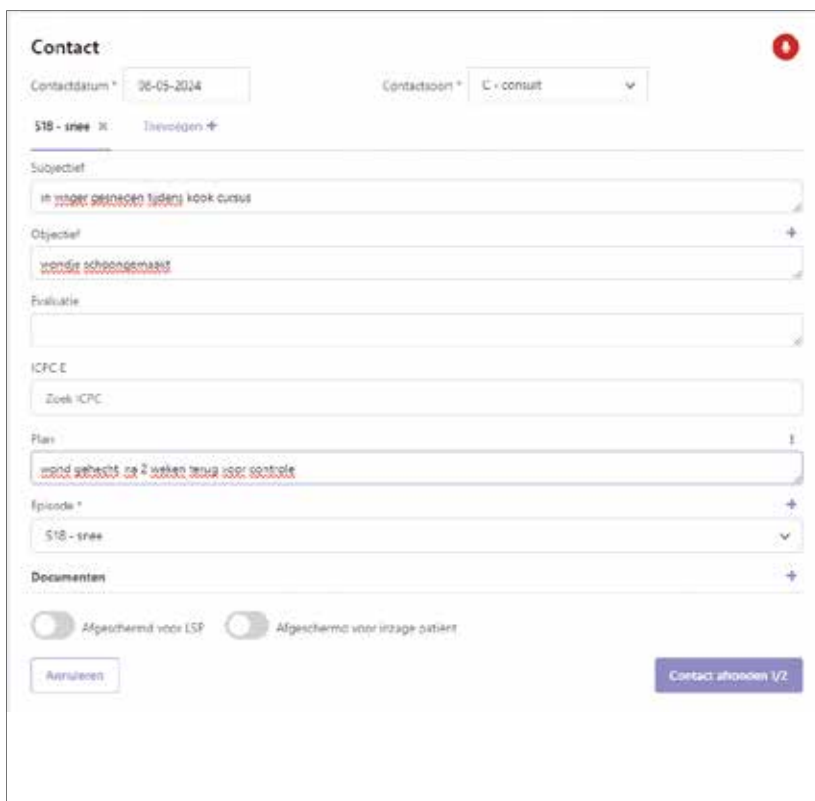 Contact
Contactdatum * 06-05-2024 Contactsoort * C - consult
S18 - snee × Toevoegen +
Subjectief
in vinger gesneden tijdens kook cursus
Objectief +
wondje schoongemaakt
Evaluatie
ICPC E
Zoek ICPC
Plan
wond gehecht, na 2 weken terug voor controle
Episode * +
S18 - snee
Documenten +
Afgeschermd voor LSP Afgeschermd voor inzage patiënt
Annuleren Contact afronden 1/2